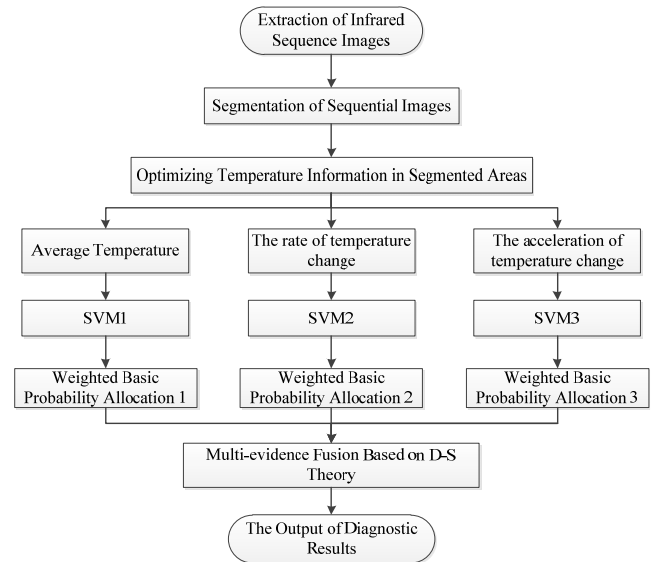 Extraction of Infrared
Sequence Images
Segmentation of Sequential Images
Optimizing Temperature Information in Segmented Areas
Average Temperature
The rate of temperature
change
The acceleration of
temperature change
SVM1
SVM2
SVM3
Weighted Basic
Probability Allocation 1
Weighted Basic
Probability Allocation 2
Weighted Basic
Probability Allocation 3
Multi-evidence Fusion Based on D-S
Theory
The Output of Diagnostic
Results